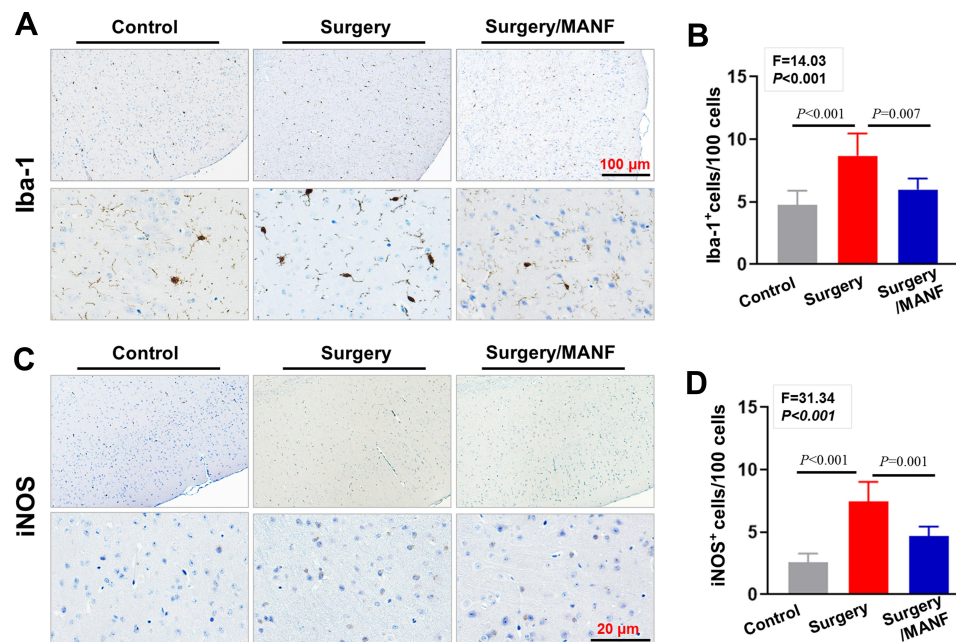 A
Control
Surgery
Surgery/MANF
Iba-1
100 µm
B
F=14.03
P<0.001
15
10
5
0
Iba-1⁺cells/100 cells
P<0.001
P=0.007
Control
Surgery
Surgery
/MANF
C
Control
Surgery
Surgery/MANF
iNOS
20 µm
D
F=31.34
P<0.001
15
10
5
0
iNOS⁺ cells/100 cells
P<0.001
P=0.001
Control
Surgery
Surgery
/MANF